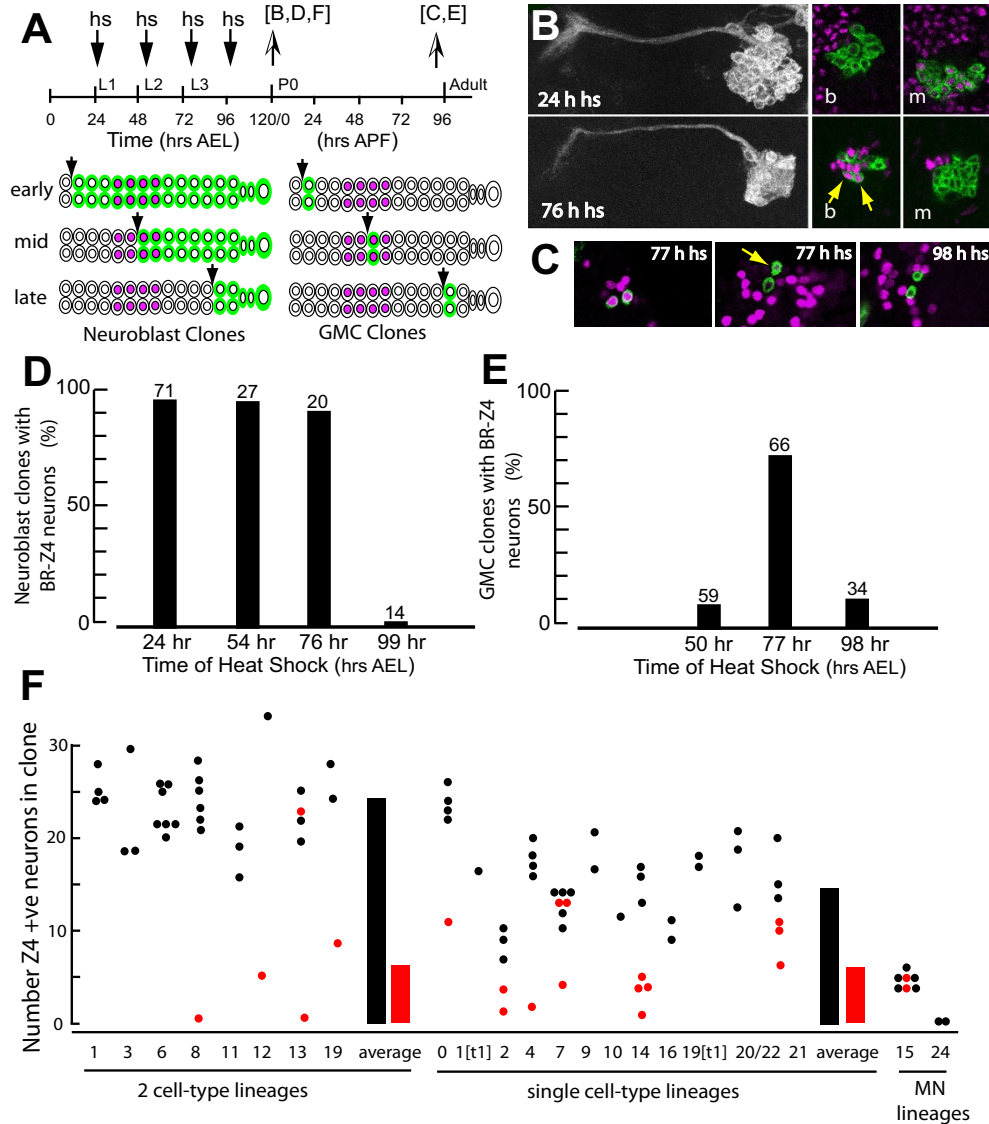 A
hs hs hs hs [B,D,F] [C,E]
L1 L2 L3 P0 Adult
0 24 48 72 96 120/0 24 48 72 96
Time (hrs AEL) (hrs APF)
early
mid
late
Neuroblast Clones GMC Clones
B
24 h hs b m
76 h hs b m
C
77 h hs 77 h hs 98 h hs
D
Neuroblast clones with
BR-Z4 neurons (%)
100
50
0
71 27 20 14
24 hr 54 hr 76 hr 99 hr
Time of Heat Shock (hrs AEL)
E
GMC clones with BR-Z4
neurons (%)
100
50
0
59 66 34
50 hr 77 hr 98 hr
Time of Heat Shock (hrs AEL)
F
Number Z4 +ve neurons in clone
30
20
10
0
1 3 6 8 11 12 13 19 average 0 1[t1] 2 4 7 9 10 14 16 19[t1] 20/22 21 average 15 24
2 cell-type lineages single cell-type lineages MN
lineages